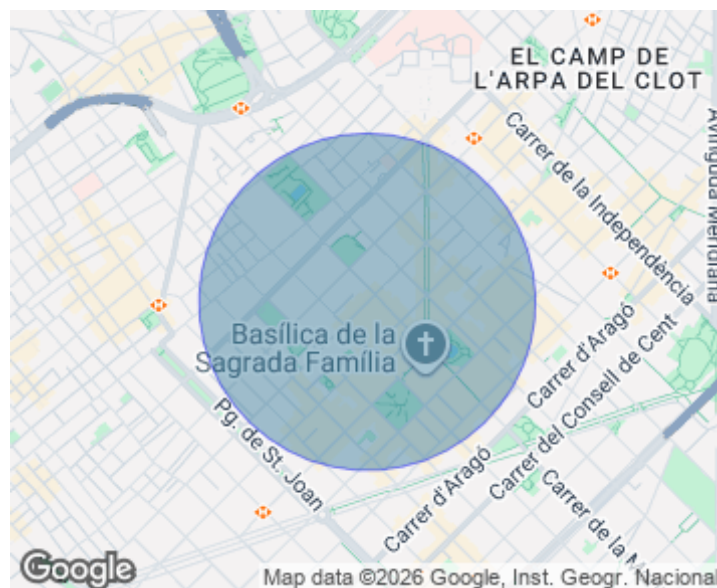 EL CAMP DE
L'ARPA DEL CLOT
Avinguda Meridiana
Carrer de la Independència
Basílica de la
Sagrada Família
Carrer d'Aragó
Carrer del Consell de Cent
Pg. de St. Joan
Carrer d'Aragó
Carrer de la M
Google
Map data ©2026 Google, Inst. Geogr. Nacional